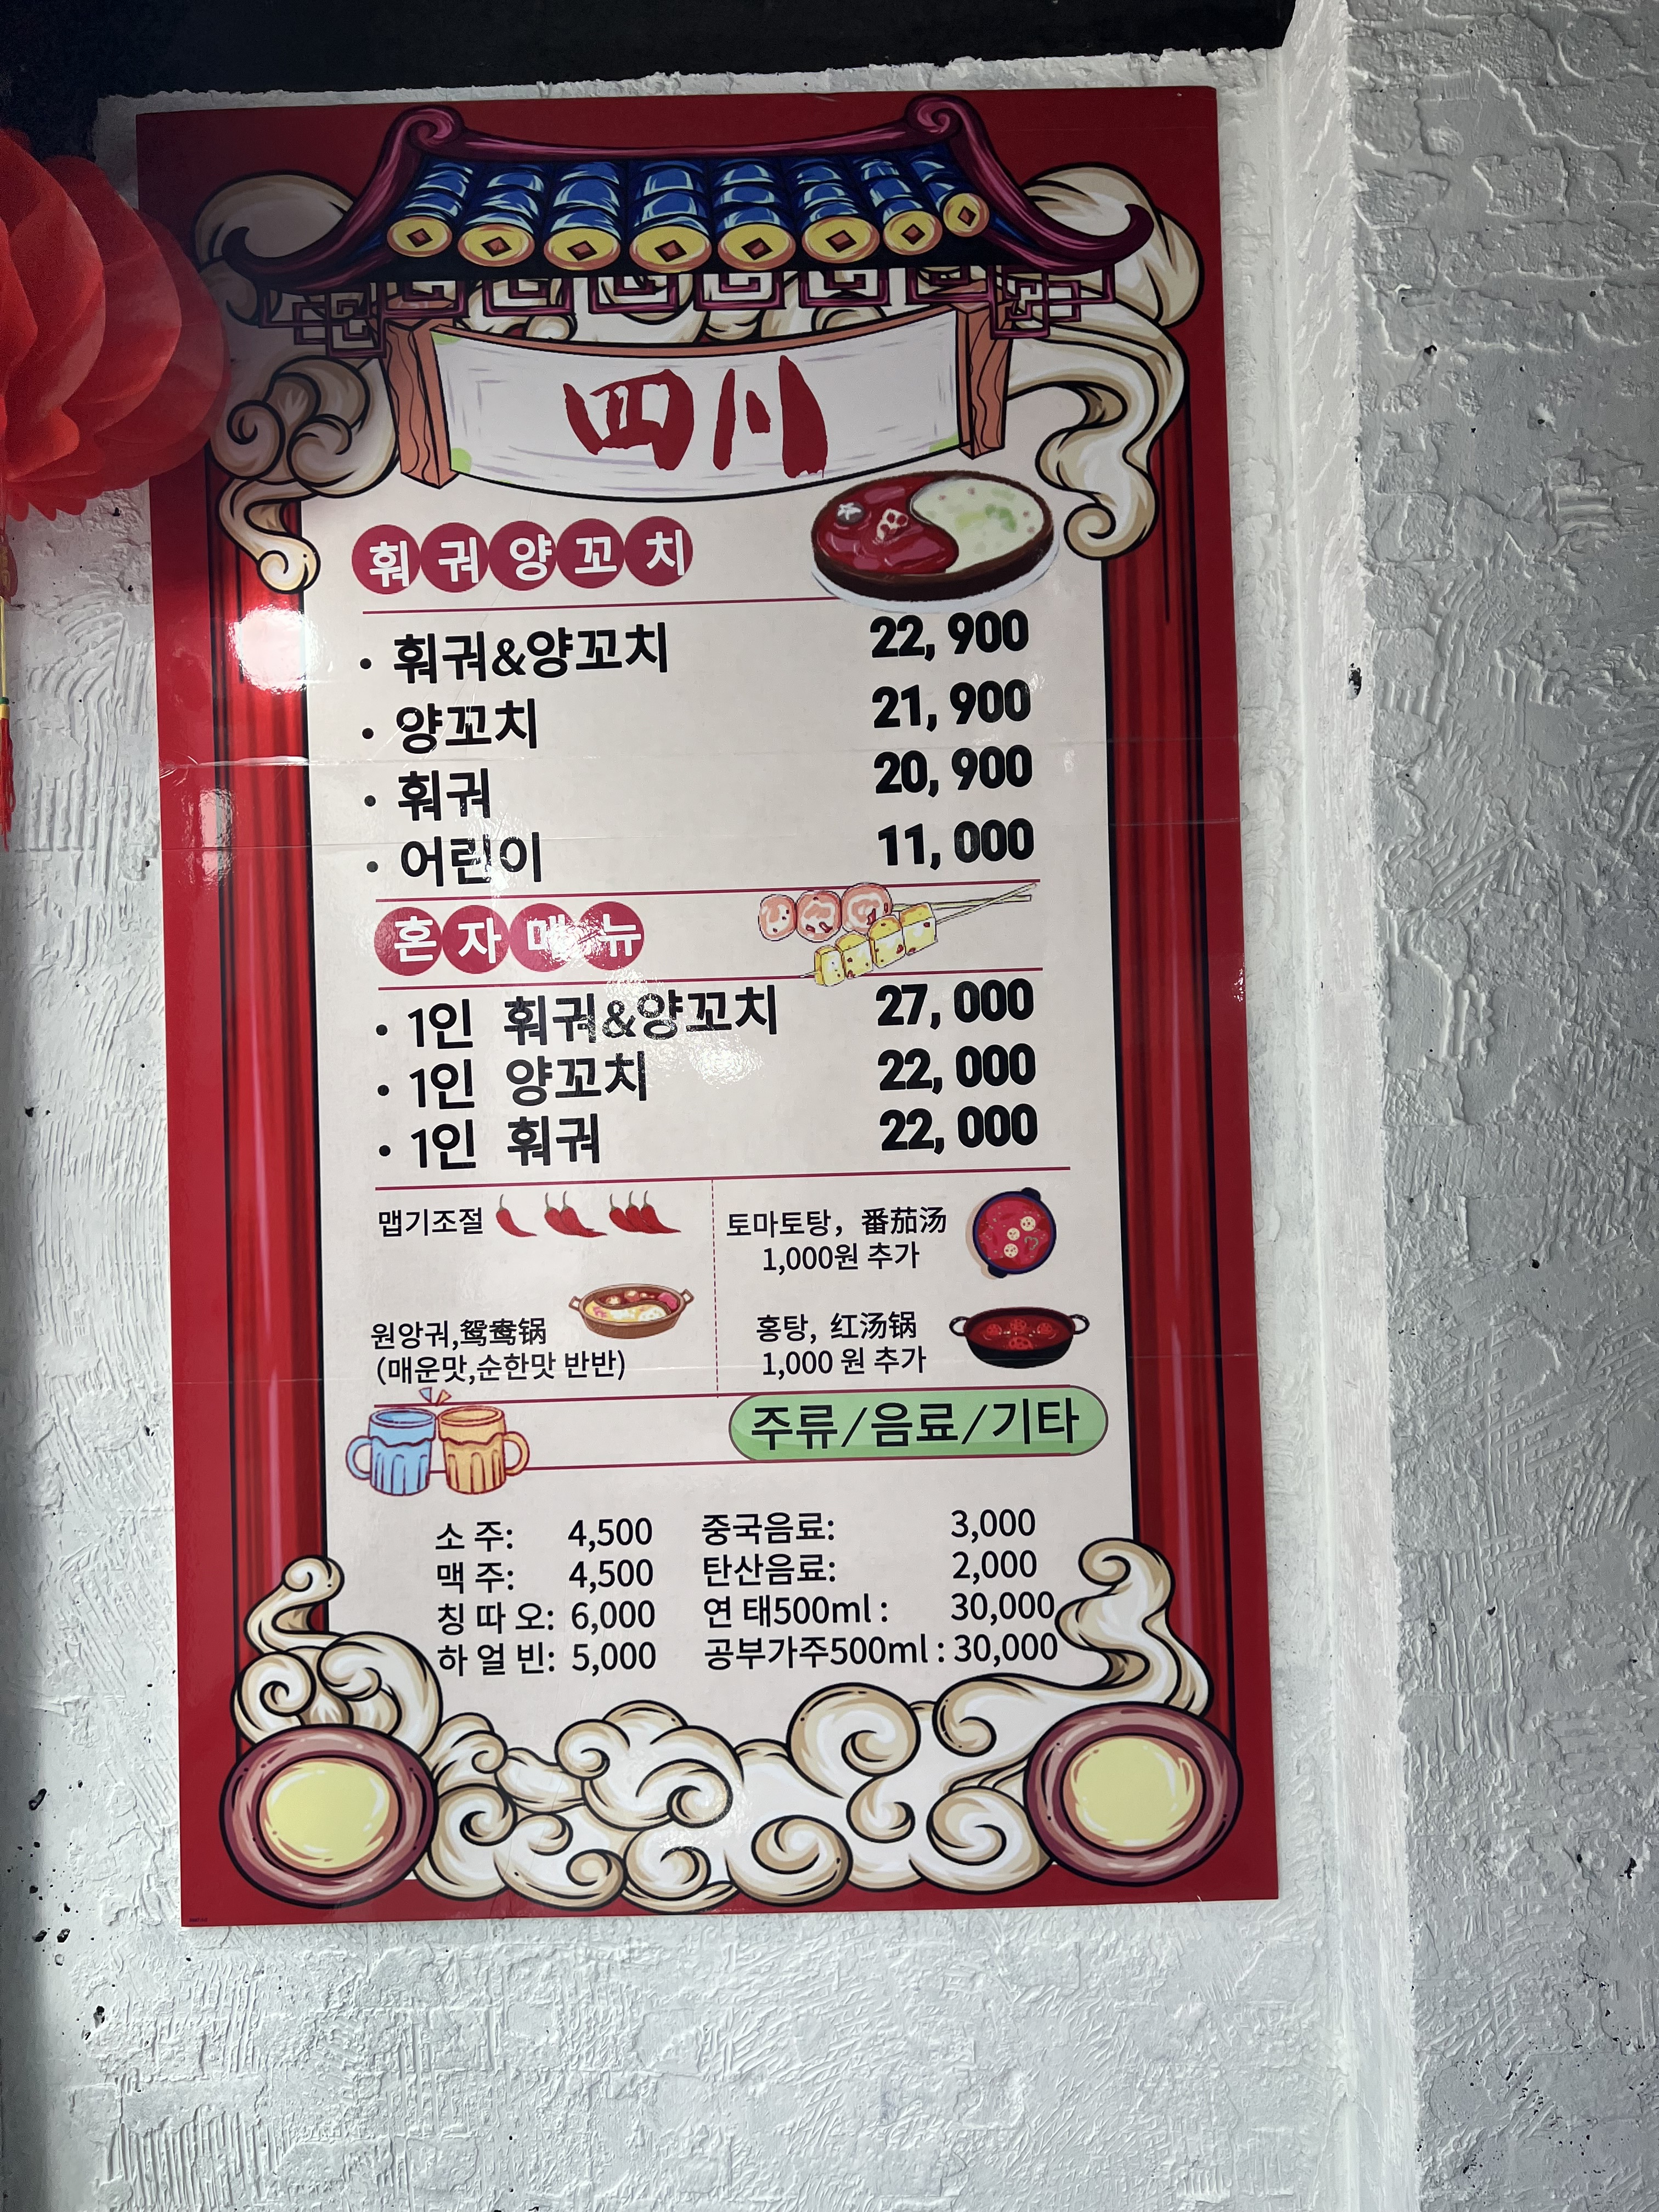 四川
훠궈양꼬치
• 훠궈&양꼬치 22,900
• 양꼬치 21,900
• 훠궈 20,900
• 어린이 11,000
혼자메뉴
• 1인 훠궈&양꼬치 27,000
• 1인 양꼬치 22,000
• 1인 훠궈 22,000
맵기조절
토마토탕, 番茄汤
1,000원 추가
원앙궈,鸳鸯锅
(매운맛,순한맛 반반)
홍탕, 红汤锅
1,000 원 추가
주류/음료/기타
소 주: 4,500 중국음료: 3,000
맥 주: 4,500 탄산음료: 2,000
칭 따 오: 6,000 연 태500ml : 30,000
하 얼 빈: 5,000 공부가주500ml : 30,000